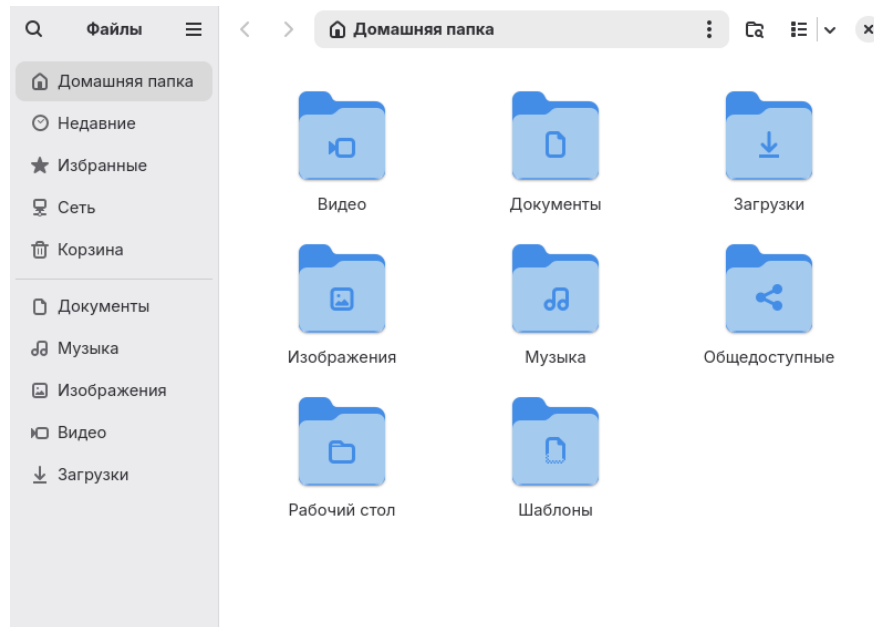 Файлы
Домашняя папка
Домашняя папка
Недавние
Избранные
Сеть
Корзина
Документы
Музыка
Изображения
Видео
Загрузки
Видео
Документы
Загрузки
Изображения
Музыка
Общедоступные
Рабочий стол
Шаблоны